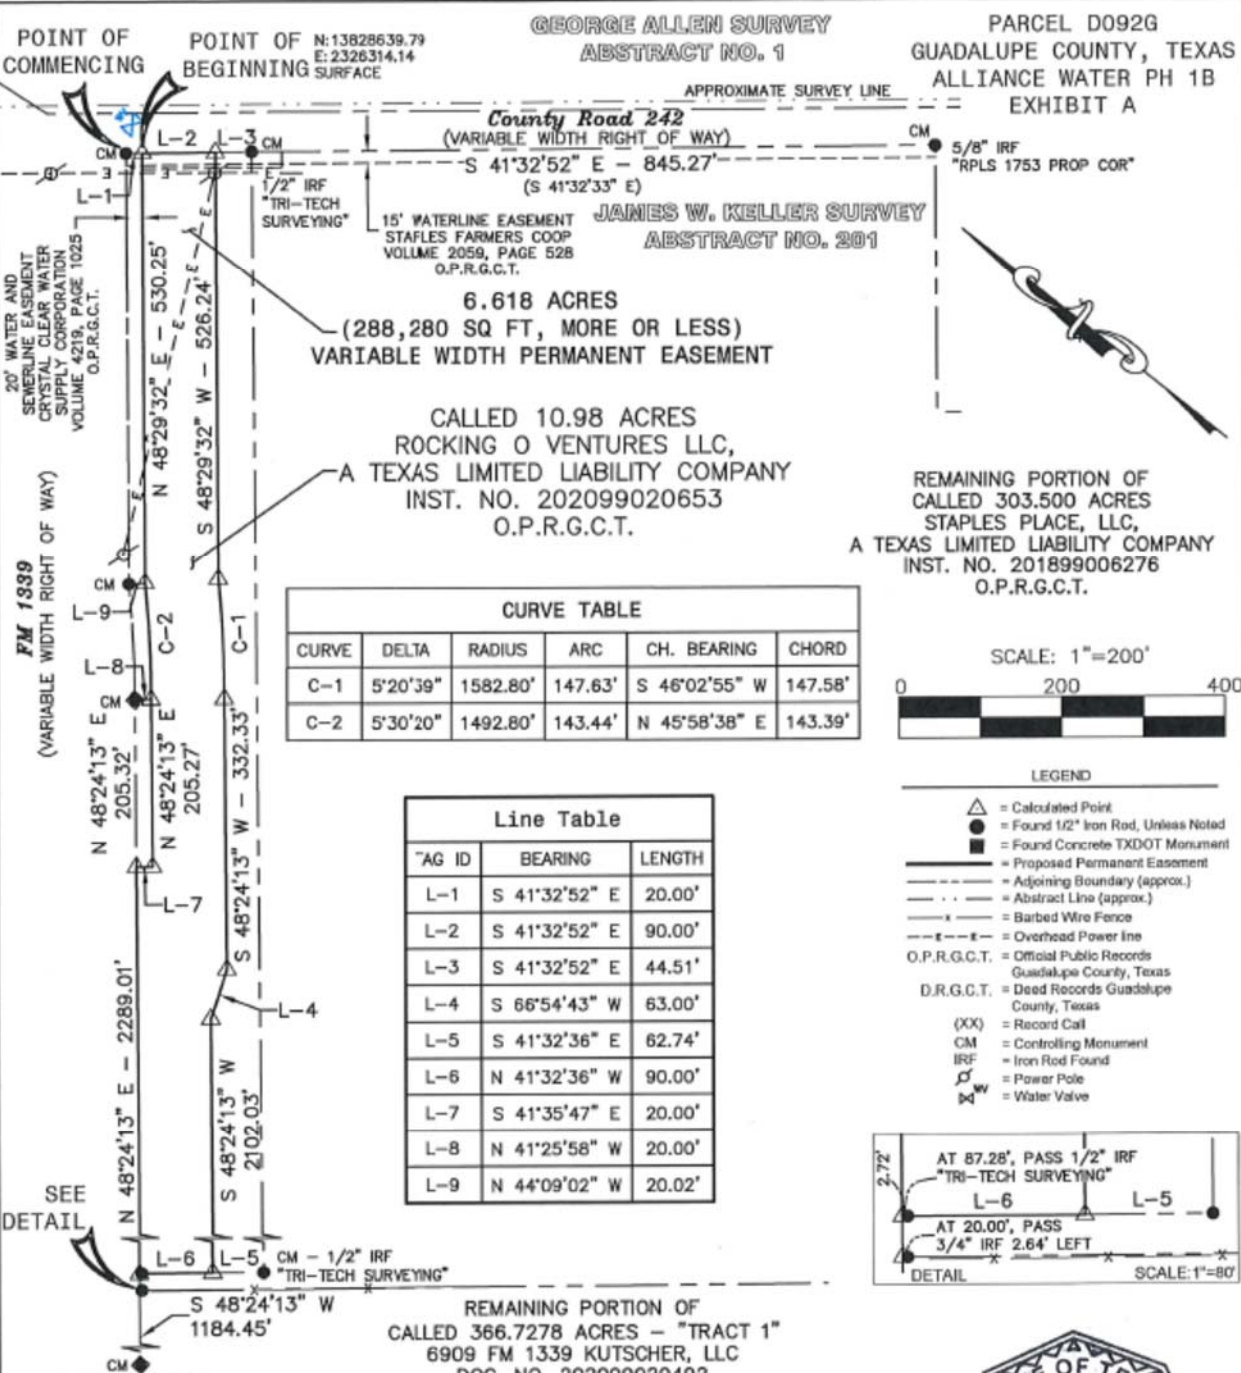 POINT OF
COMMENCING
POINT OF
BEGINNING
N:13828639.79
E:2326314.14
SURFACE
GEORGE ALLEN SURVEY
ABSTRACT NO. 1
PARCEL D092G
GUADALUPE COUNTY, TEXAS
ALLIANCE WATER PH 1B
EXHIBIT A
APPROXIMATE SURVEY LINE
County Road 242
(VARIABLE WIDTH RIGHT OF WAY)
S 41°32'52" E - 845.27'
(S 41°32'33" E)
CM
L-2
L-3
CM
CM
5/8" IRF
"RPLS 1753 PROP COR"
L-1
E
E
1/2" IRF
"TRI-TECH
SURVEYING"
15' WATERLINE EASEMENT
STAFLES FARMERS COOP
VOLUME 2059, PAGE 528
O.P.R.G.C.T.
JAMES W. KELLER SURVEY
ABSTRACT NO. 201
20' WATER AND
SEWERLINE EASEMENT
CRYSTAL CLEAR WATER
SUPPLY CORPORATION
VOLUME 4219, PAGE 1025
O.P.R.G.C.T.
N 48°29'32" E - 530.25'
S 48°29'32" W - 526.24'
E
E
E
E
6.618 ACRES
(288,280 SQ FT, MORE OR LESS)
VARIABLE WIDTH PERMANENT EASEMENT
CALLED 10.98 ACRES
ROCKING O VENTURES LLC,
A TEXAS LIMITED LIABILITY COMPANY
INST. NO. 202099020653
O.P.R.G.C.T.
REMAINING PORTION OF
CALLED 303.500 ACRES
STAPLES PLACE, LLC,
A TEXAS LIMITED LIABILITY COMPANY
INST. NO. 201899006276
O.P.R.G.C.T.
FM 1339
(VARIABLE WIDTH RIGHT OF WAY)
CM
L-9
C-2
C-1
L-8
CM
N 48°24'13" E
205.32'
N 48°24'13" E
205.27'
S 48°24'13" W - 332.33'
L-7
L-4
N 48°24'13" E - 2289.01'
S 48°24'13" W
2102.03'
CURVE TABLE
CURVE DELTA RADIUS ARC CH. BEARING CHORD
C-1 5°20'39" 1582.80' 147.63' S 46°02'55" W 147.58'
C-2 5°30'20" 1492.80' 143.44' N 45°58'38" E 143.39'
SCALE: 1"=200'
0 200 400
Line Table
TAG ID BEARING LENGTH
L-1 S 41°32'52" E 20.00'
L-2 S 41°32'52" E 90.00'
L-3 S 41°32'52" E 44.51'
L-4 S 66°54'43" W 63.00'
L-5 S 41°32'36" E 62.74'
L-6 N 41°32'36" W 90.00'
L-7 S 41°35'47" E 20.00'
L-8 N 41°25'58" W 20.00'
L-9 N 44°09'02" W 20.02'
LEGEND
= Calculated Point
= Found 1/2" Iron Rod, Unless Noted
= Found Concrete TXDOT Monument
= Proposed Permanent Easement
= Adjoining Boundary (approx.)
= Abstract Line (approx.)
x = Barbed Wire Fence
E E = Overhead Power line
O.P.R.G.C.T. = Official Public Records
Guadalupe County, Texas
D.R.G.C.T. = Deed Records Guadalupe
County, Texas
(XX) = Record Call
CM = Controlling Monument
IRF = Iron Rod Found
= Power Pole
WV = Water Valve
2.72'
AT 87.28', PASS 1/2" IRF
"TRI-TECH SURVEYING"
L-6
L-5
AT 20.00', PASS
3/4" IRF 2.64' LEFT
DETAIL
SCALE:1"=80'
SEE
DETAIL
L-6
L-5
CM - 1/2" IRF
"TRI-TECH SURVEYING"
S 48°24'13" W
1184.45'
CM
REMAINING PORTION OF
CALLED 366.7278 ACRES - "TRACT 1"
6909 FM 1339 KUTSCHER, LLC
OF